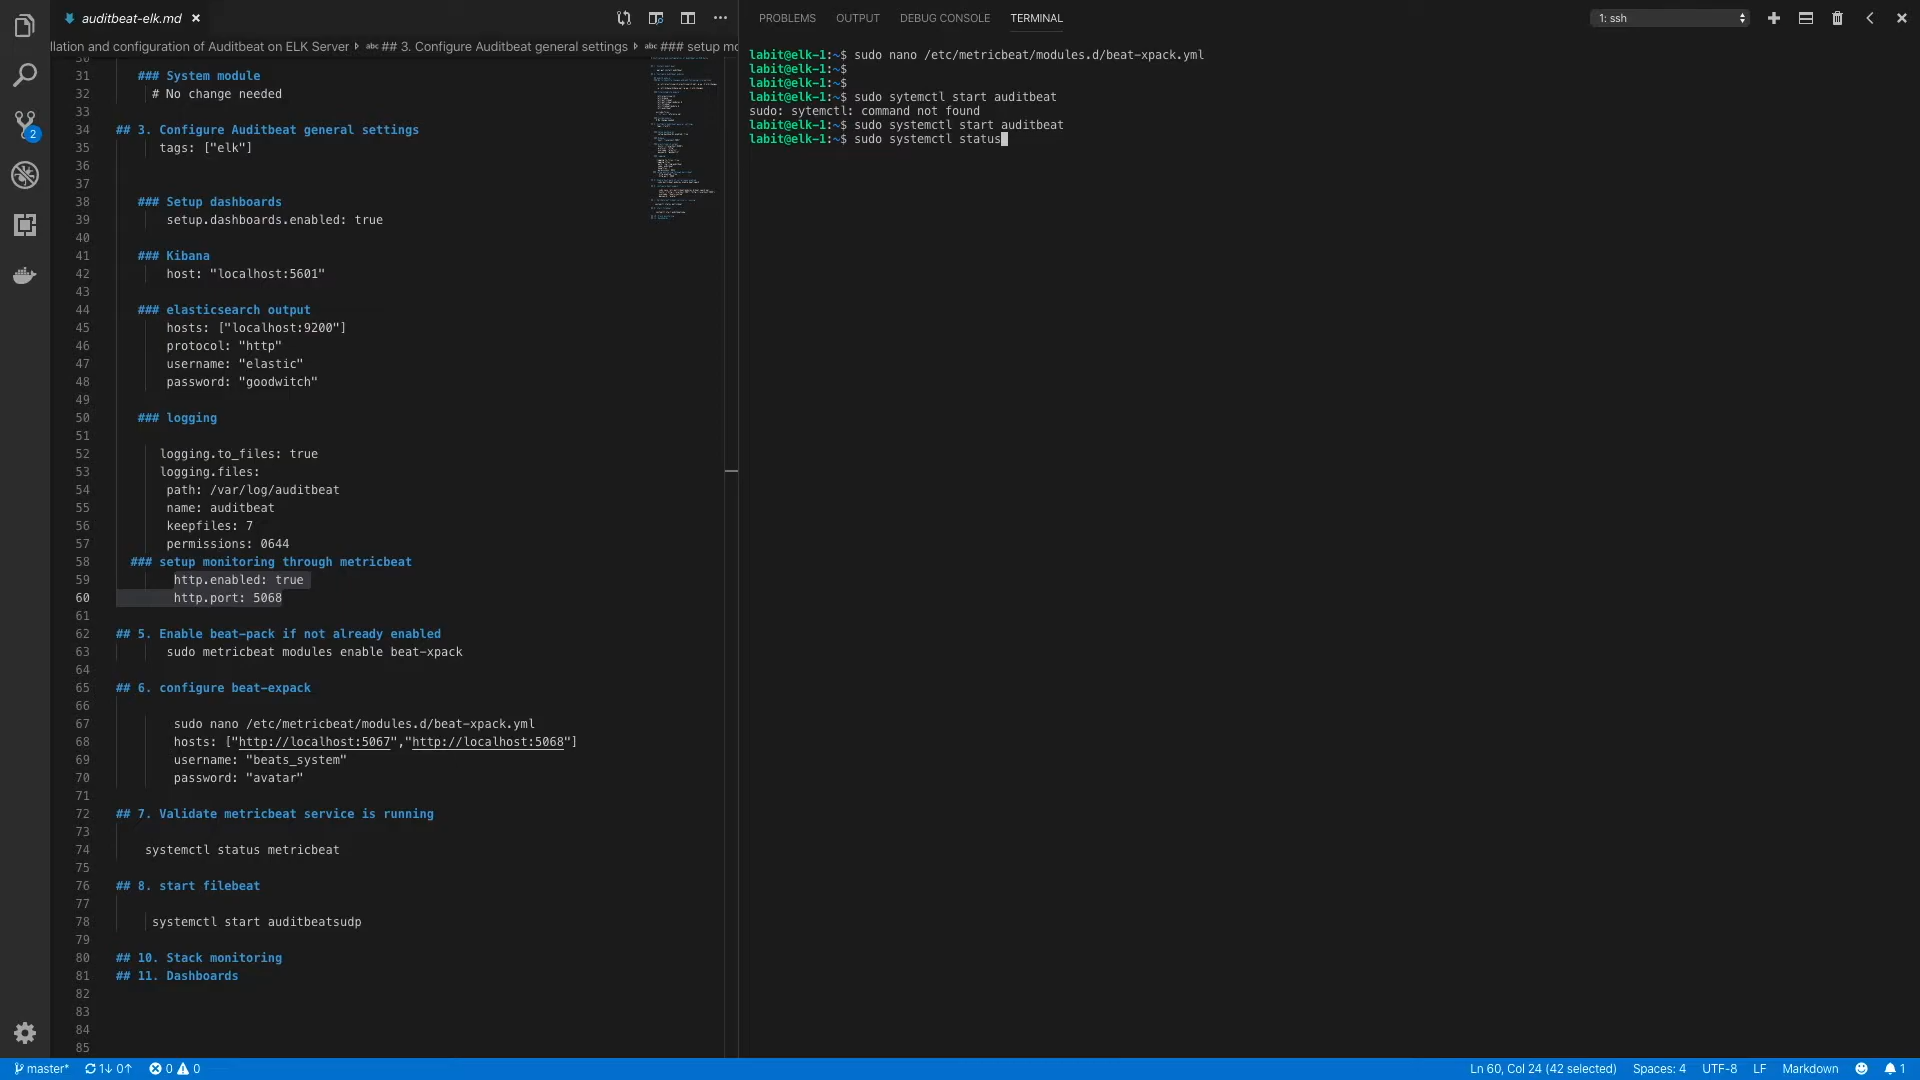 auditbeat-elk.md
llation and configuration of Auditbeat on ELK Server ▸ abc ## 3. Configure Auditbeat general settings ▸ abc ### setup mo
30
31 ### System module
32 # No change needed
33
34 ## 3. Configure Auditbeat general settings
35 tags: ["elk"]
36
37
38 ### Setup dashboards
39 setup.dashboards.enabled: true
40
41 ### Kibana
42 host: "localhost:5601"
43
44 ### elasticsearch output
45 hosts: ["localhost:9200"]
46 protocol: "http"
47 username: "elastic"
48 password: "goodwitch"
49
50 ### logging
51
52 logging.to_files: true
53 logging.files:
54 path: /var/log/auditbeat
55 name: auditbeat
56 keepfiles: 7
57 permissions: 0644
58 ### setup monitoring through metricbeat
59 http.enabled: true
60 http.port: 5068
61
62 ## 5. Enable beat-pack if not already enabled
63 sudo metricbeat modules enable beat-xpack
64
65 ## 6. configure beat-expack
66
67 sudo nano /etc/metricbeat/modules.d/beat-xpack.yml
68 hosts: ["http://localhost:5067","http://localhost:5068"]
69 username: "beats_system"
70 password: "avatar"
71
72 ## 7. Validate metricbeat service is running
73
74 systemctl status metricbeat
75
76 ## 8. start filebeat
77
78 systemctl start auditbeatsudp
79
80 ## 10. Stack monitoring
81 ## 11. Dashboards
82
83
84
85
2
PROBLEMS OUTPUT DEBUG CONSOLE TERMINAL 1: ssh
labit@elk-1:~$ sudo nano /etc/metricbeat/modules.d/beat-xpack.yml
labit@elk-1:~$
labit@elk-1:~$
labit@elk-1:~$ sudo sytemctl start auditbeat
sudo: sytemctl: command not found
labit@elk-1:~$ sudo systemctl start auditbeat
labit@elk-1:~$ sudo systemctl status
master* 1↓ 0↑ 0 0 Ln 60, Col 24 (42 selected) Spaces: 4 UTF-8 LF Markdown 1